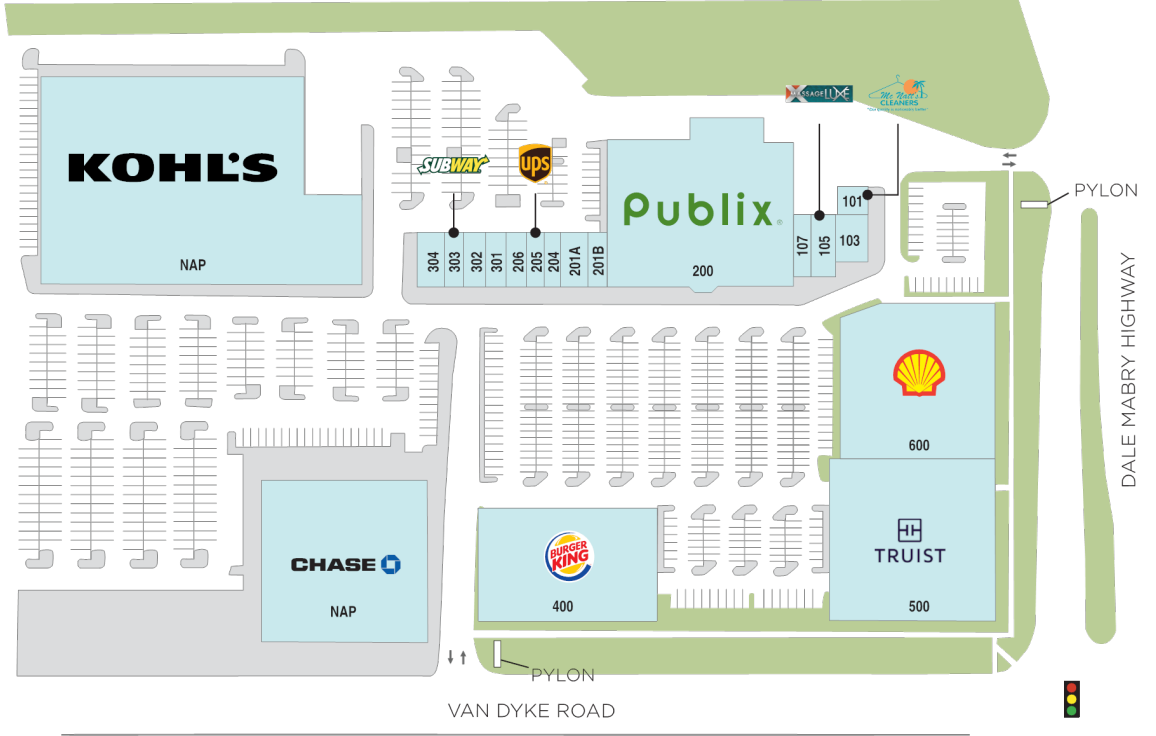 MASSAGELUXE
Mc Natt's
CLEANERS
KOHL'S
SUBWAY
ups
Publix
PYLON
101
NAP
304
303
302
301
206
205
204
201A
201B
200
107
105
103
DALE MABRY HIGHWAY
600
CHASE
BURGER
KING
TRUIST
NAP
400
500
PYLON
VAN DYKE ROAD